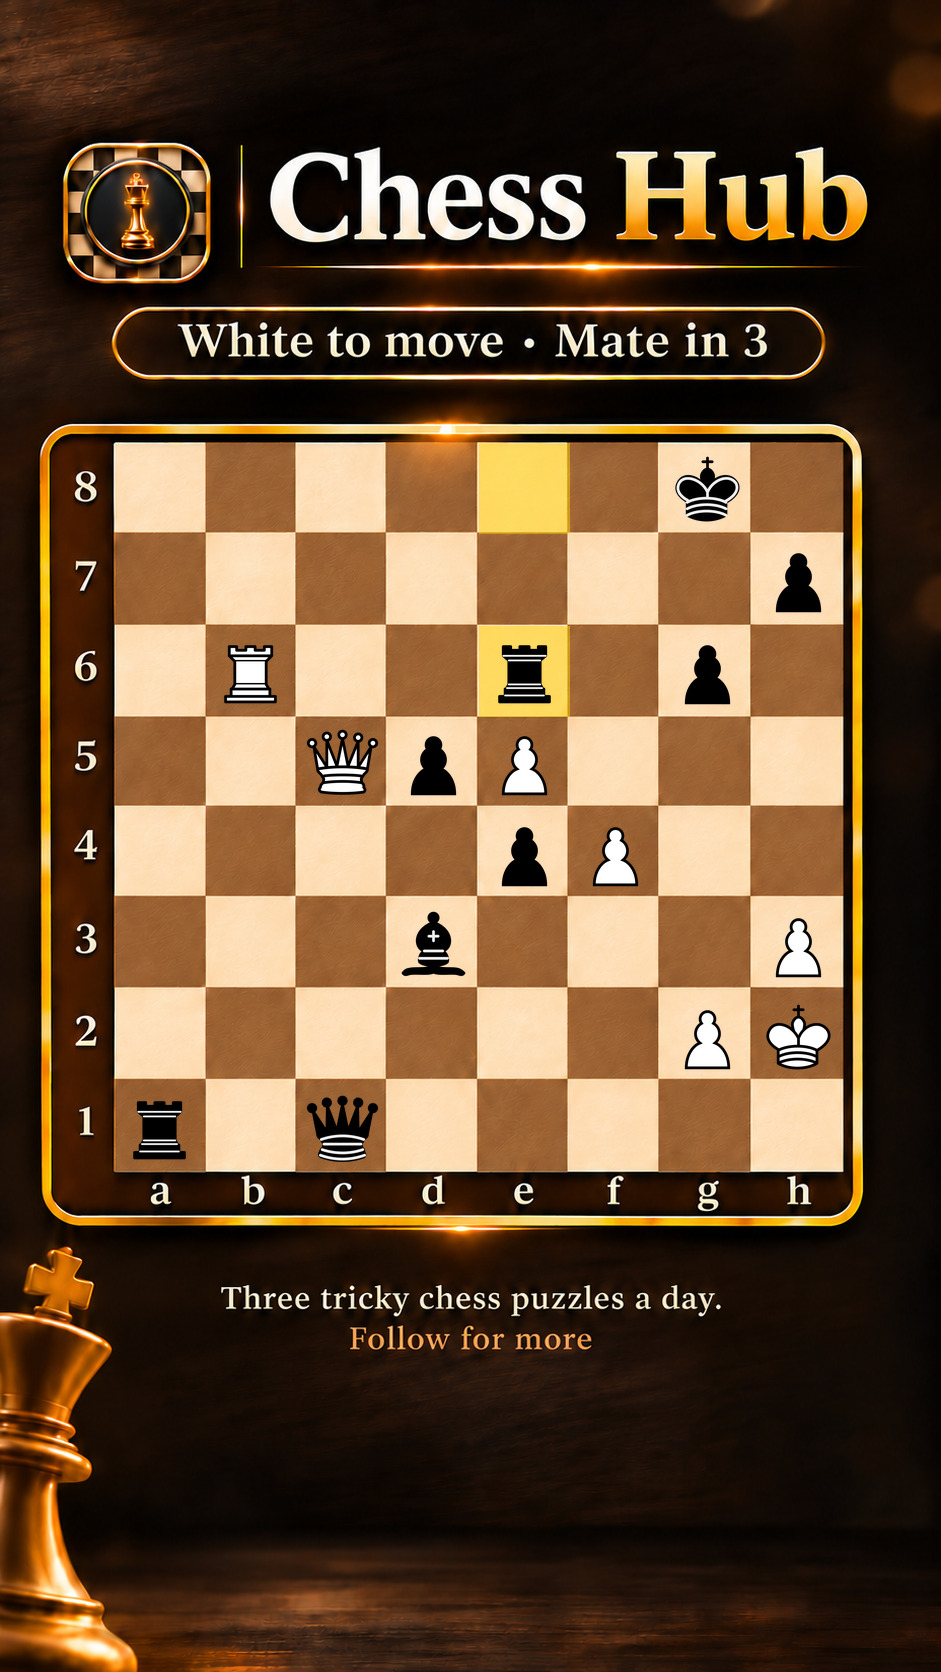 Chess Hub
White to move • Mate in 3
8
7
6
5
4
3
2
1
a b c d e f g h
Three tricky chess puzzles a day.
Follow for more